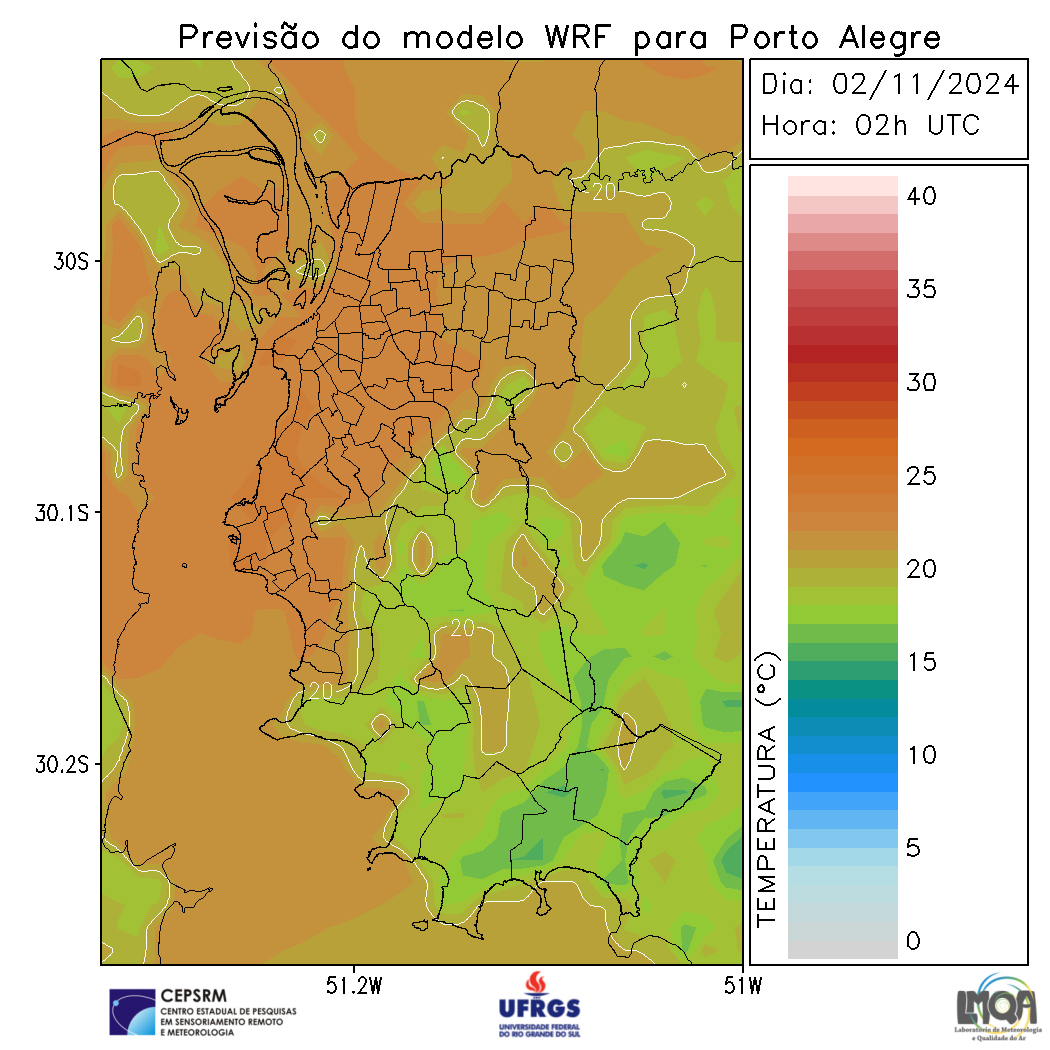 Previsão do modelo WRF para Porto Alegre
Dia: 02/11/2024
Hora: 02h UTC
30S
30.1S
30.2S
51.2W
51W
20
20
20
TEMPERATURA (°C)
40
35
30
25
20
15
10
5
0
CEPSRM
CENTRO ESTADUAL DE PESQUISAS
EM SENSORIAMENTO REMOTO
E METEOROLOGIA
UFRGS
UNIVERSIDADE FEDERAL
DO RIO GRANDE DO SUL
LMQA
Laboratório de Meteorologia
e Qualidade do Ar